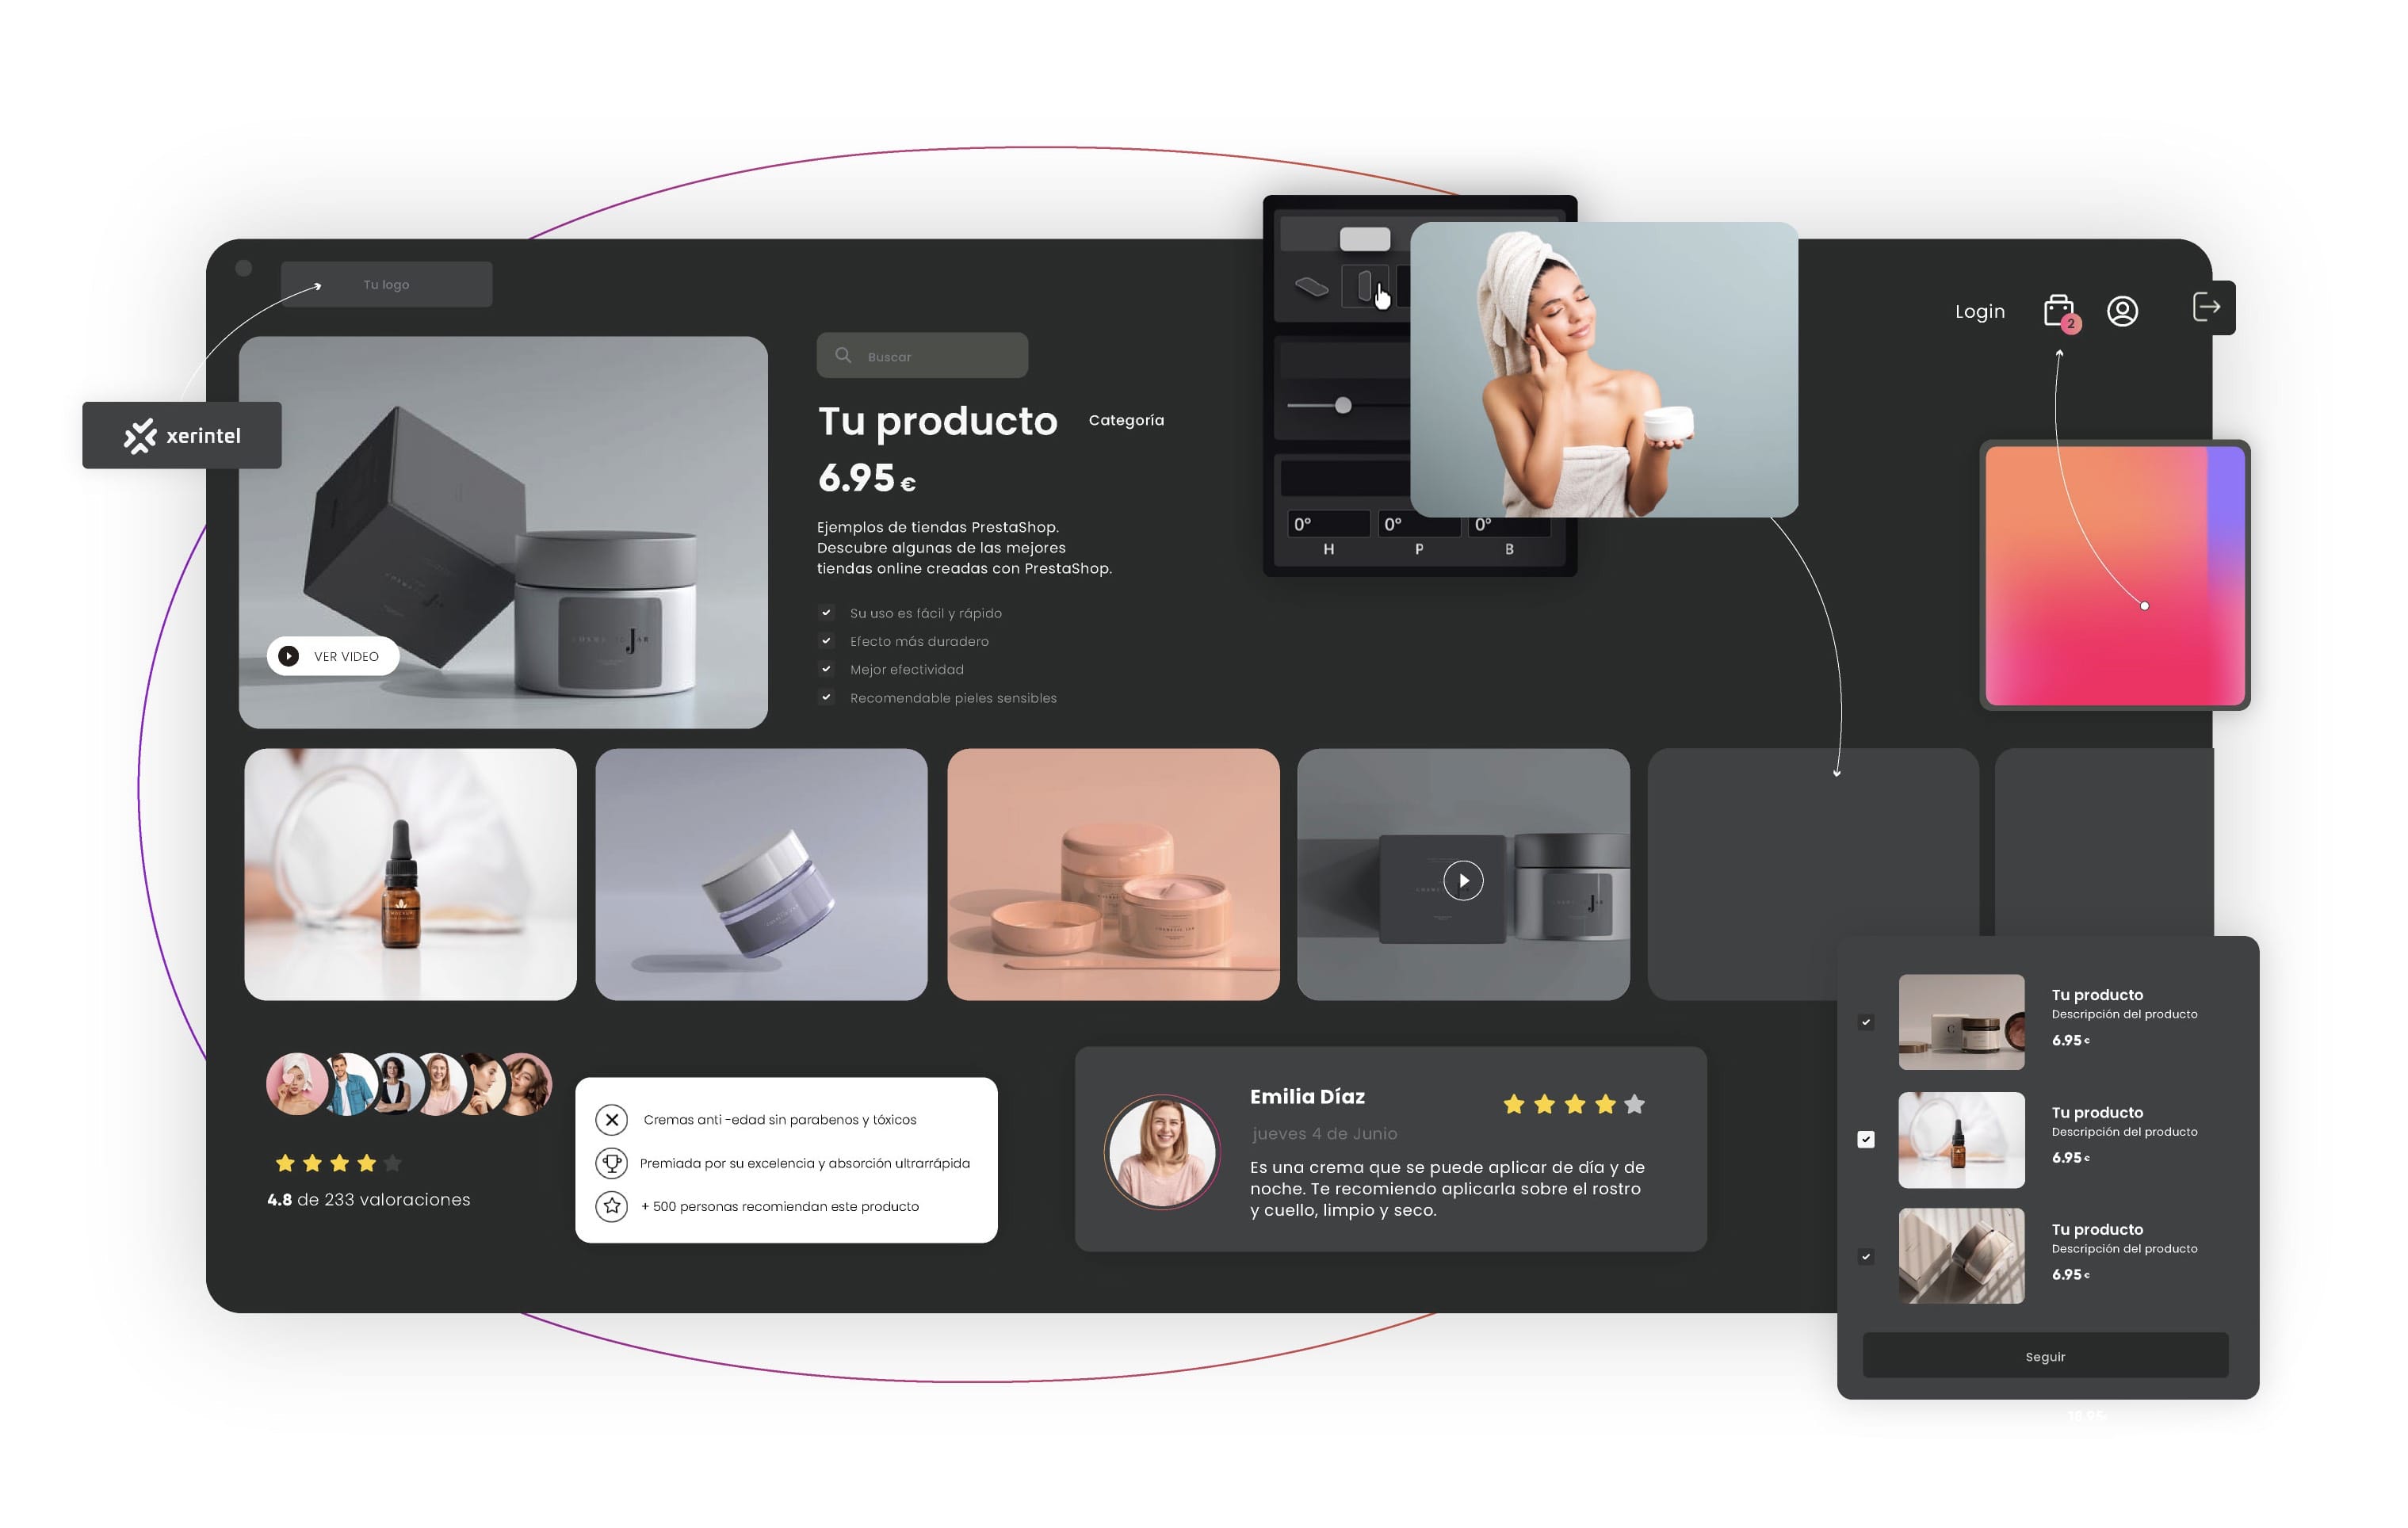 Tu logo
xerintel
Buscar
Tu producto
Categoría
6.95 €
Ejemplos de tiendas PrestaShop.
Descubre algunas de las mejores
tiendas online creadas con PrestaShop.
Su uso es fácil y rápido
Efecto más duradero
Mejor efectividad
Recomendable pieles sensibles
VER VIDEO
0º
0º
0º
H
P
B
Login
2
4.8 de 233 valoraciones
Cremas anti -edad sin parabenos y tóxicos
Premiada por su excelencia y absorción ultrarrápida
+ 500 personas recomiendan este producto
Emilia Díaz
jueves 4 de Junio
Es una crema que se puede aplicar de día y de
noche. Te recomiendo aplicarla sobre el rostro
y cuello, limpio y seco.
Tu producto
Descripción del producto
6.95 €
Tu producto
Descripción del producto
6.95 €
Tu producto
Descripción del producto
6.95 €
Seguir